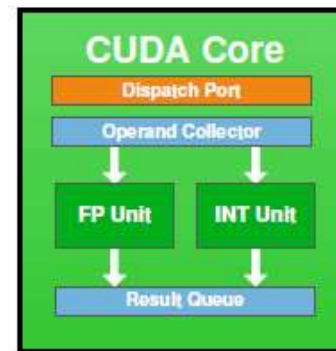 CUDA Core
Dispatch Port
Operand Collector
FP Unit
INT Unit
Result Queue